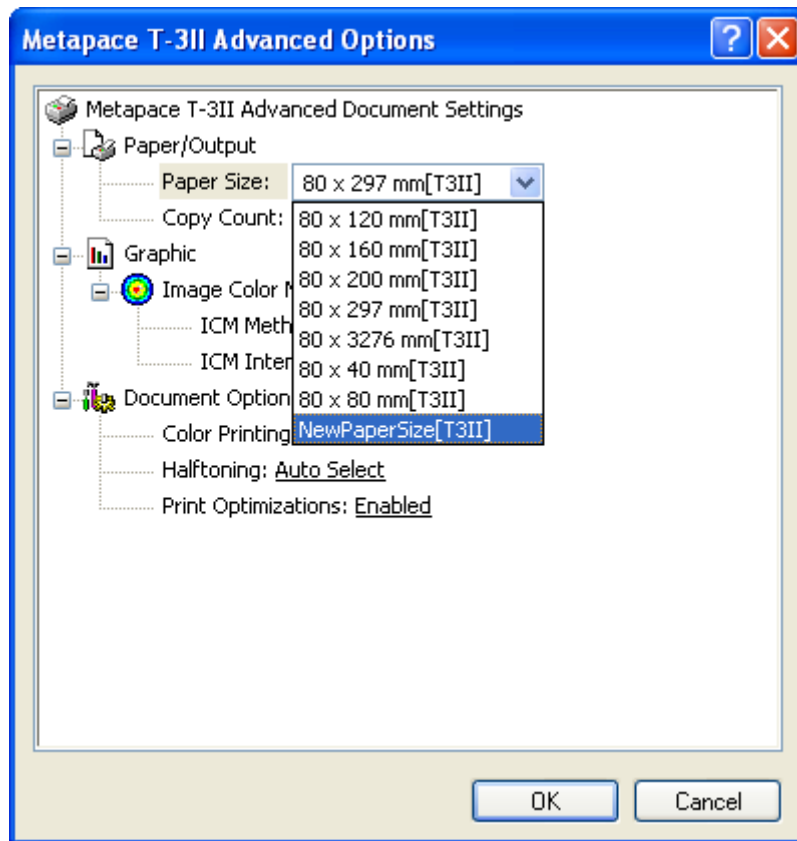 Metapace T-3II Advanced Options
Metapace T-3II Advanced Document Settings
Paper/Output
Paper Size: 80 x 297 mm[T3II]
Copy Count:
80 x 120 mm[T3II]
80 x 160 mm[T3II]
80 x 200 mm[T3II]
80 x 297 mm[T3II]
80 x 3276 mm[T3II]
80 x 40 mm[T3II]
80 x 80 mm[T3II]
NewPaperSize[T3II]
Graphic
Image Color
ICM Meth
ICM Inter
Document Option
Color Printing
Halftoning: Auto Select
Print Optimizations: Enabled
OK
Cancel